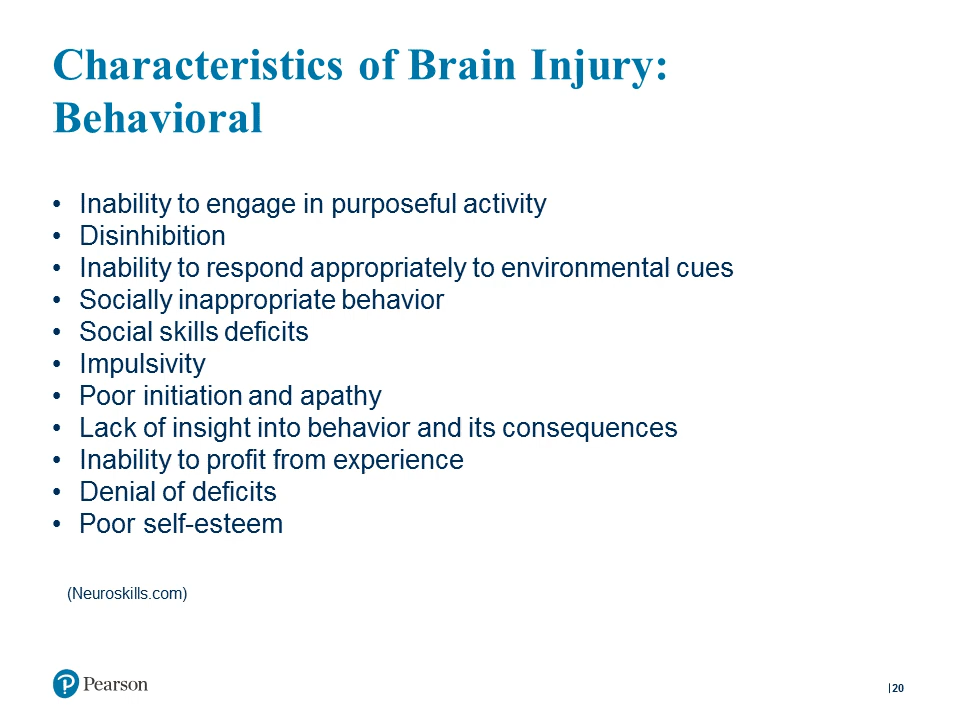 Characteristics of Brain Injury:
Behavioral
• Inability to engage in purposeful activity
• Disinhibition
• Inability to respond appropriately to environmental cues
• Socially inappropriate behavior
• Social skills deficits
• Impulsivity
• Poor initiation and apathy
• Lack of insight into behavior and its consequences
• Inability to profit from experience
• Denial of deficits
• Poor self-esteem
(Neuroskills.com)
P Pearson
|20